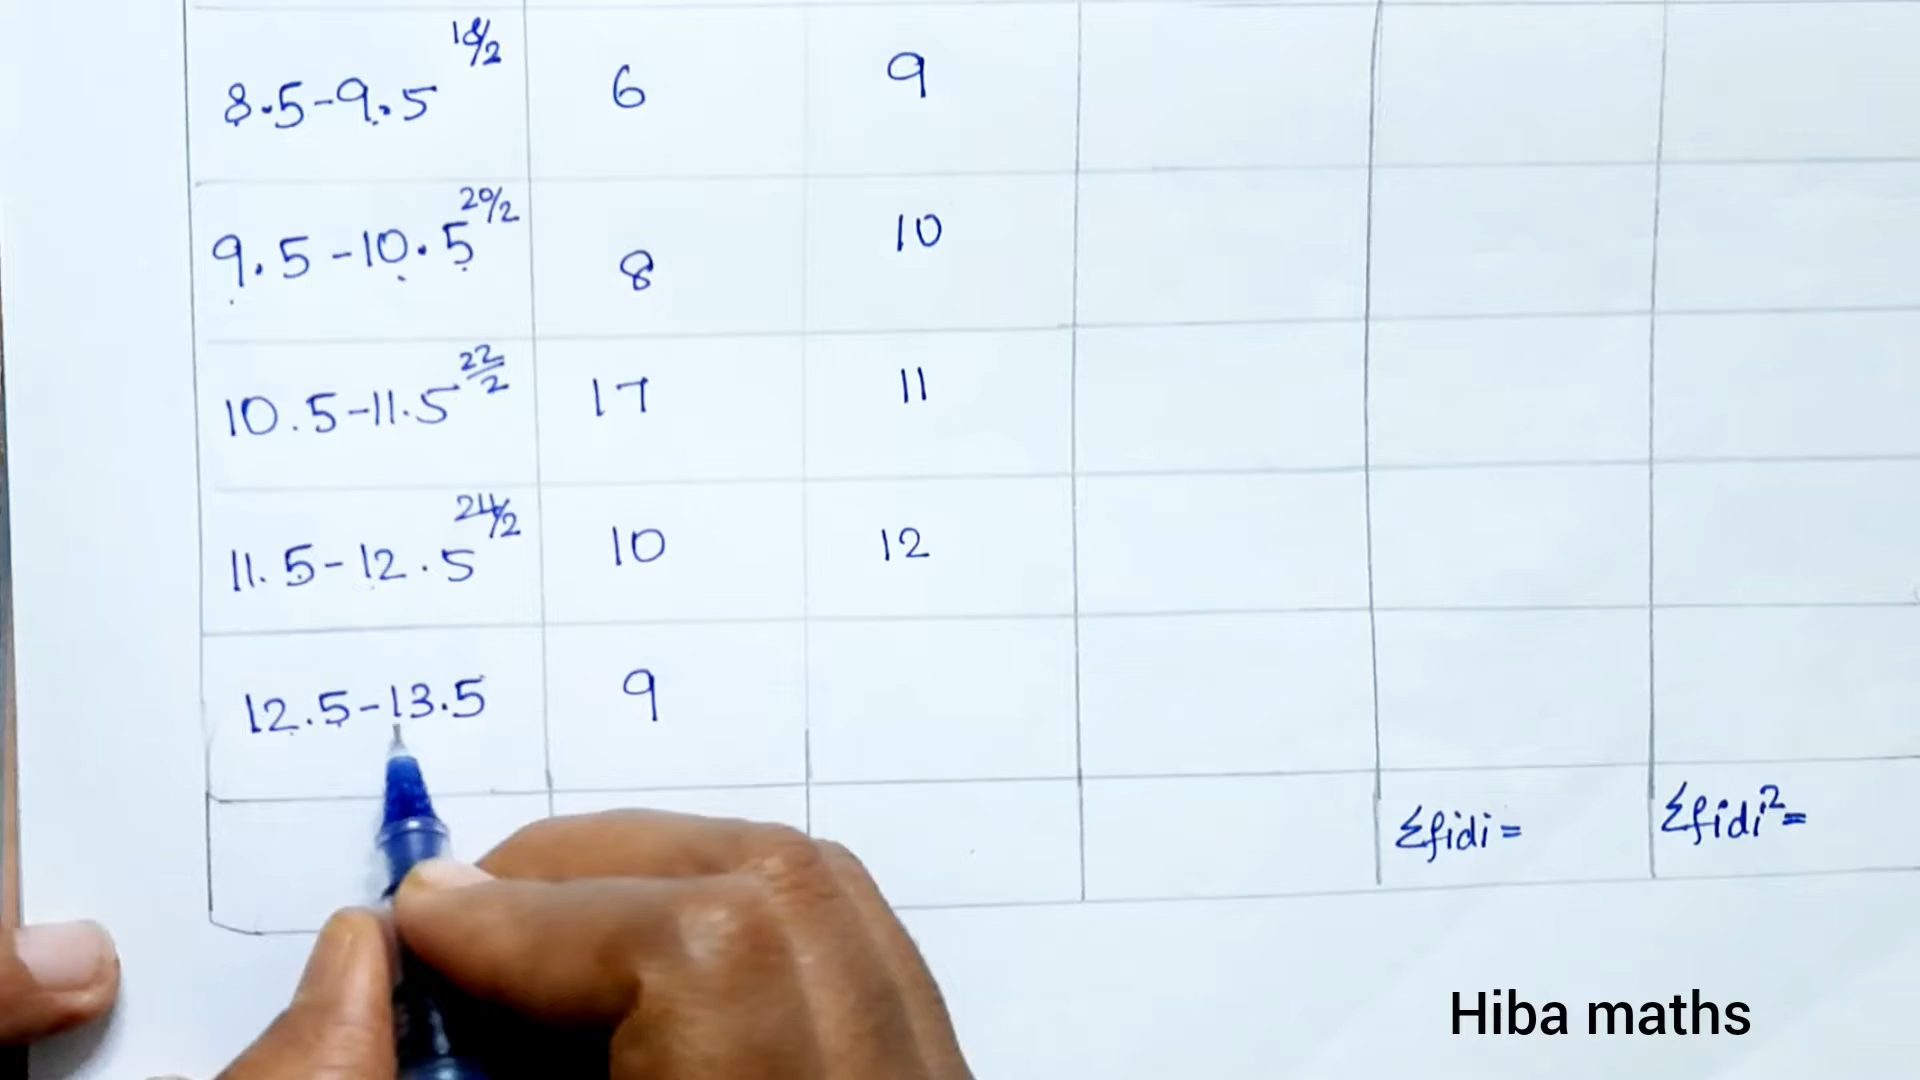 18/2
8.5-9.5 6 9
20/2
9.5-10.5 8 10
22/2
10.5-11.5 17 11
24/2
11.5-12.5 10 12
12.5-13.5 9
Σfidi= Σfidi²=
Hiba maths